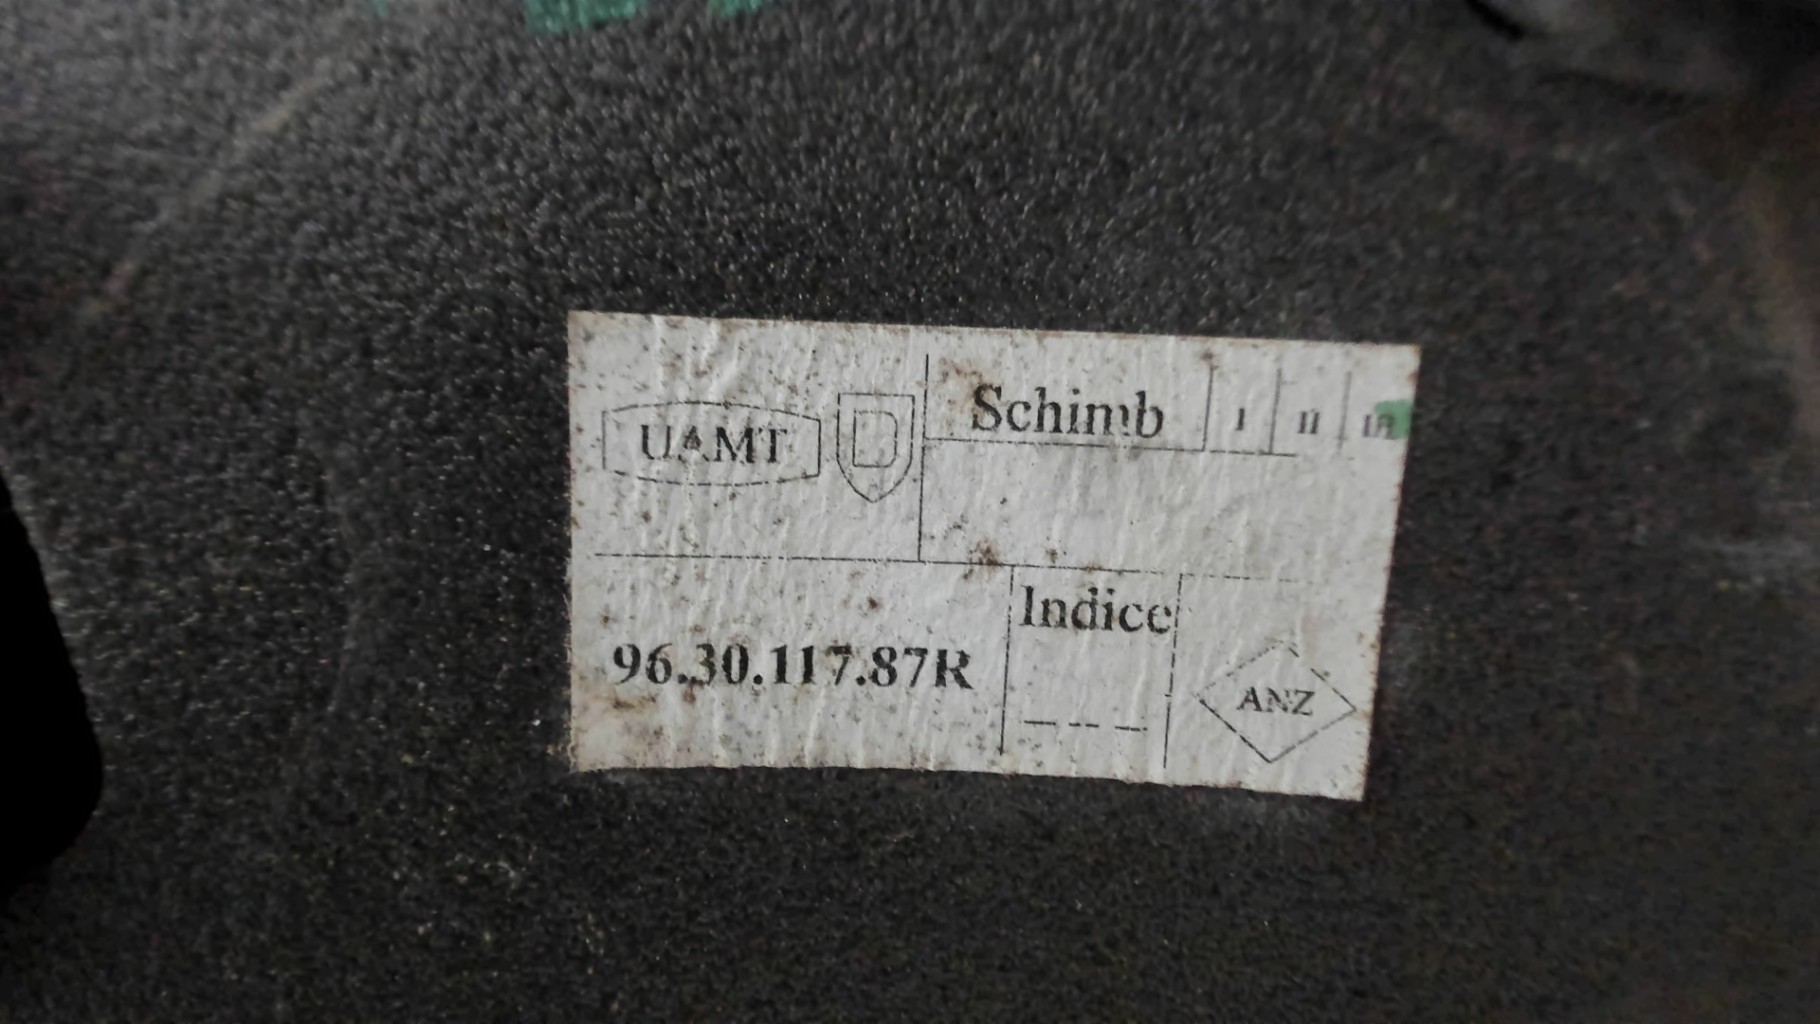 UAMT D Schimb I II III
Indice
96.30.117.87R
ANZ